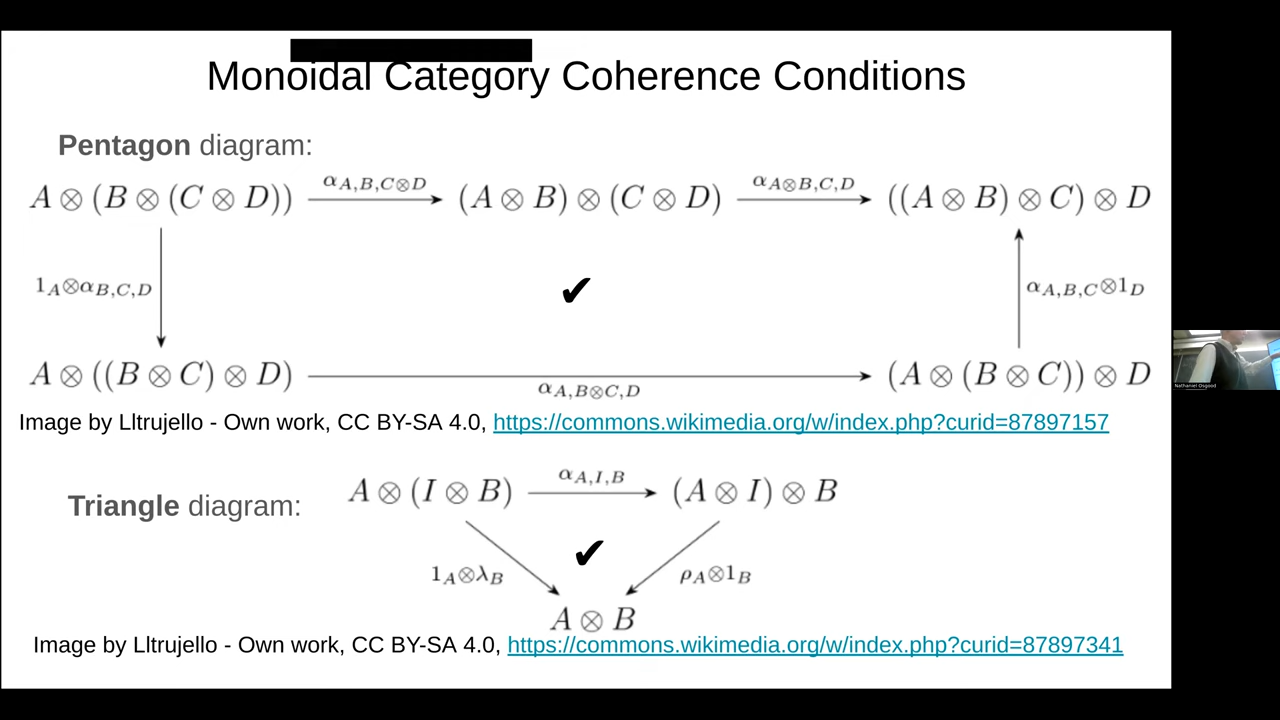 Monoidal Category Coherence Conditions
Pentagon diagram:
A ⊗ (B ⊗ (C ⊗ D)) α_{A,B,C⊗D} (A ⊗ B) ⊗ (C ⊗ D) α_{A⊗B,C,D} ((A ⊗ B) ⊗ C) ⊗ D
1_A⊗α_{B,C,D} ✔ α_{A,B,C}⊗1_D
A ⊗ ((B ⊗ C) ⊗ D) α_{A,B⊗C,D} (A ⊗ (B ⊗ C)) ⊗ D
Image by Lltrujello - Own work, CC BY-SA 4.0, https://commons.wikimedia.org/w/index.php?curid=87897157
Triangle diagram: A ⊗ (I ⊗ B) α_{A,I,B} (A ⊗ I) ⊗ B
1_A⊗λ_B ✔ ρ_A⊗1_B
A ⊗ B
Image by Lltrujello - Own work, CC BY-SA 4.0, https://commons.wikimedia.org/w/index.php?curid=87897341
Nathaniel Osgood